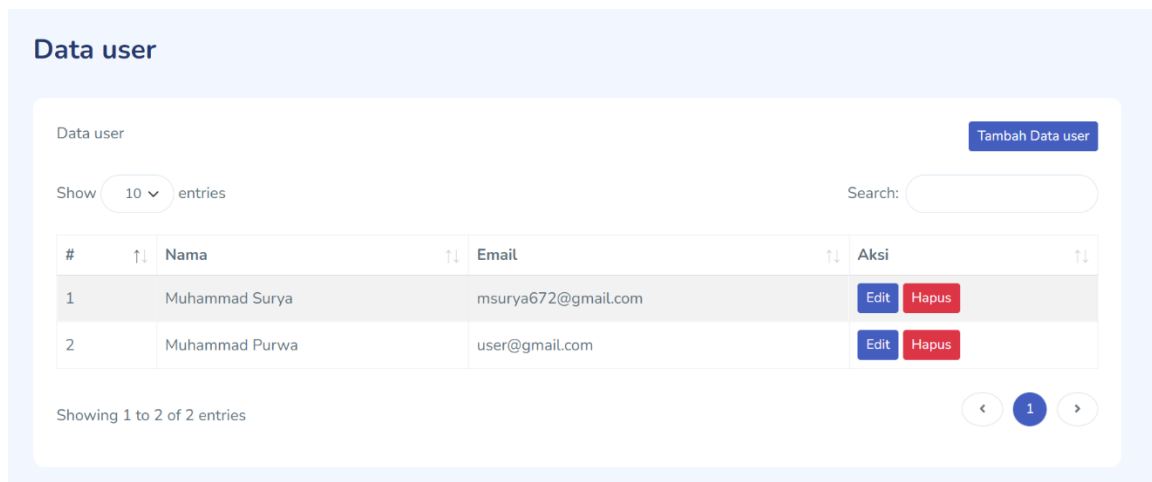 Data user
Data user Tambah Data user
Show 10 entries Search:
# Nama Email Aksi
1 Muhammad Surya msurya672@gmail.com Edit Hapus
2 Muhammad Purwa user@gmail.com Edit Hapus
Showing 1 to 2 of 2 entries 1